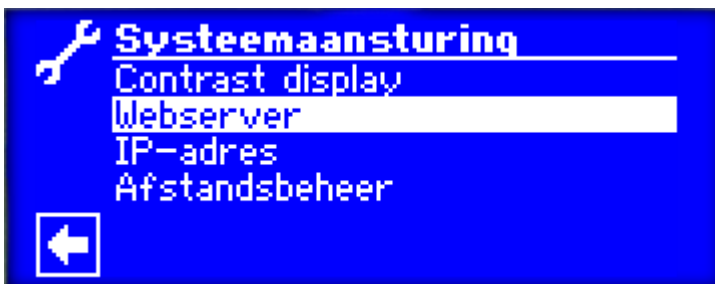 Systeemaansturing
Contrast display
Webserver
IP-adres
Afstandsbeheer